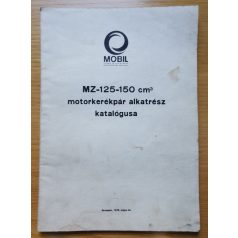 MOBIL
MZ-125-150 cm³
motorkerékpár alkatrész
katalógusa